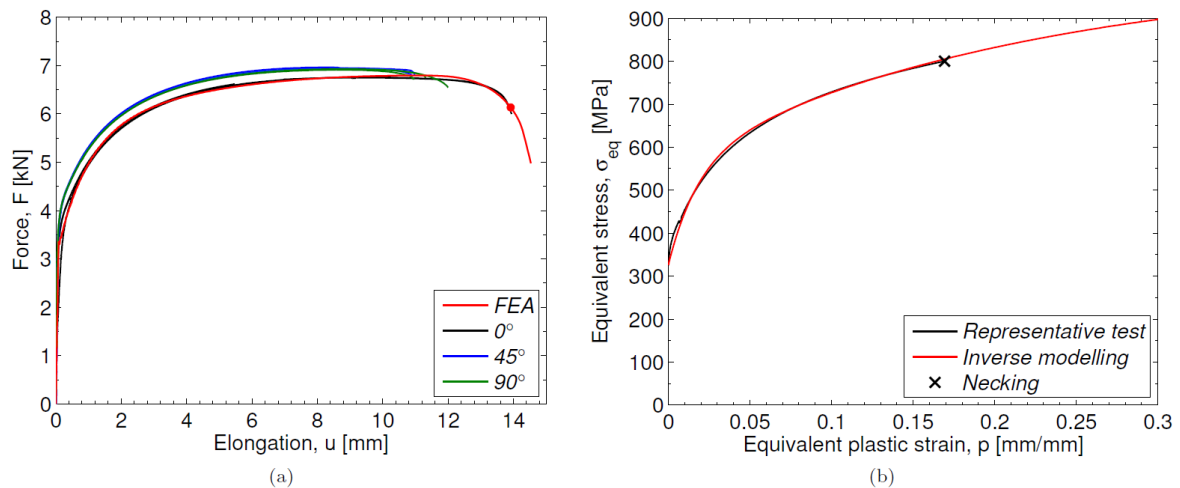 8
7
6
5
4
3
2
1
0
Force, F [kN]
0 2 4 6 8 10 12 14
Elongation, u [mm]
FEA
0°
45°
90°
(a)
900
800
700
600
500
400
300
200
100
0
Equivalent stress, σeq [MPa]
0 0.05 0.1 0.15 0.2 0.25 0.3
Equivalent plastic strain, p [mm/mm]
Representative test
Inverse modelling
Necking
(b)